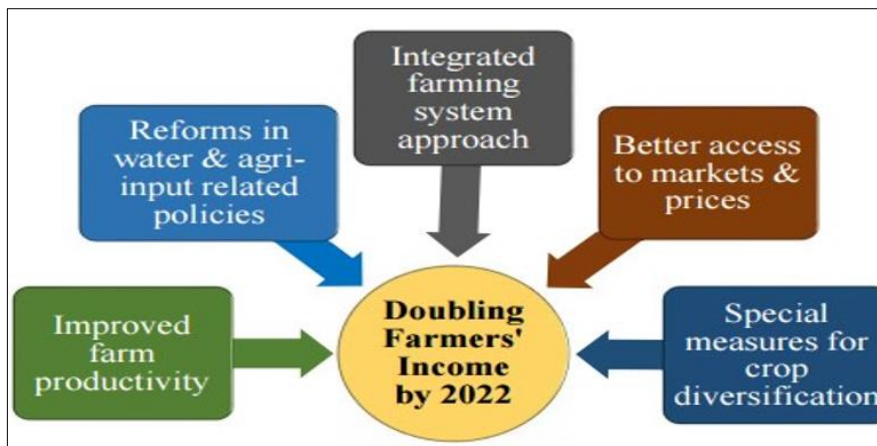 Integrated
farming
system
approach
Reforms in
water & agri-
input related
policies
Better access
to markets &
prices
Improved
farm
productivity
Doubling
Farmers'
Income
by 2022
Special
measures for
crop
diversification